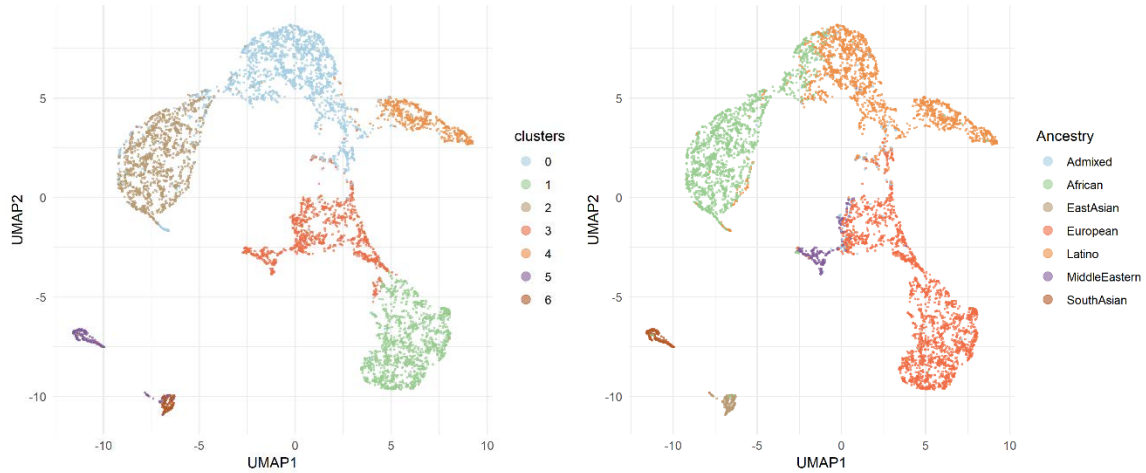 5
0
-5
-10
UMAP2
-10
-5
0
5
10
UMAP1
clusters
0
1
2
3
4
5
6
5
0
-5
-10
UMAP2
-10
-5
0
5
10
UMAP1
Ancestry
Admixed
African
EastAsian
European
Latino
MiddleEastern
SouthAsian